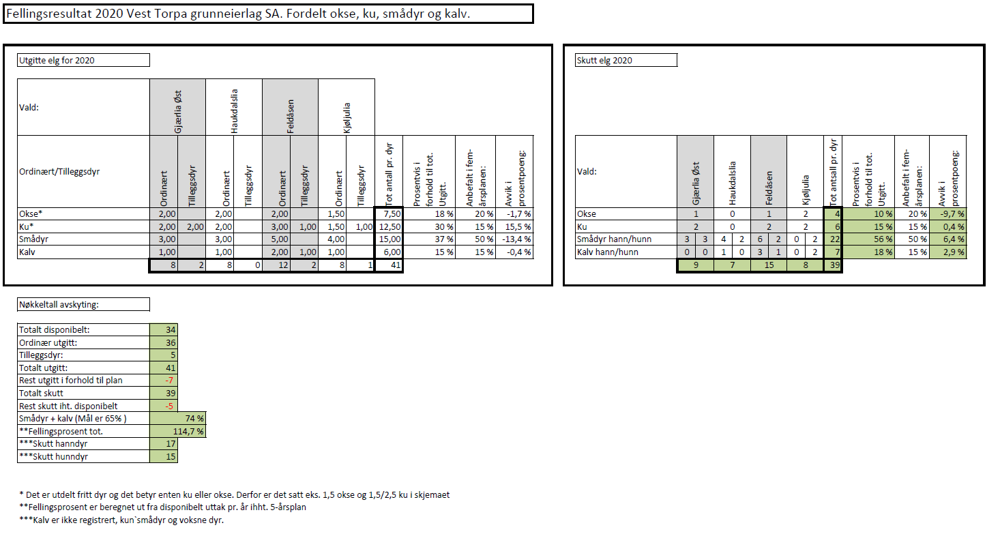 Fellingsresultat 2020 Vest Torpa grunneierlag SA. Fordelt okse, ku, smådyr og kalv.
Utgitte elg for 2020
Vald: Gjærlia Øst Haukdalslia Feldåsen Kjøljulia
Ordinært/Tilleggsdyr Ordinært Tilleggsdyr Ordinært Tilleggsdyr Ordinært Tilleggsdyr Ordinært Tilleggsdyr Tot antall pr. dyr Prosentvis i forhold til tot. Utgitt. Anbefalt i fem-årsplanen: Avvik i prosentpoeng:
Okse* 2,00 2,00 2,00 1,50 7,50 18 % 20 % -1,7 %
Ku* 2,00 2,00 2,00 3,00 1,00 1,50 1,00 12,50 30 % 15 % 15,5 %
Smådyr 3,00 3,00 5,00 4,00 15,00 37 % 50 % -13,4 %
Kalv 1,00 1,00 2,00 1,00 1,00 6,00 15 % 15 % -0,4 %
8 2 8 0 12 2 8 1 41
Skutt elg 2020
Vald: Gjærlia Øst Haukdalslia Feldåsen Kjøljulia Tot antsall pr. dyr Prosentvis i forhold til tot. Utgitt. Anbefalt i fem-årsplanen: Avvik i prosentpoeng:
Okse 1 0 1 2 4 10 % 20 % -9,7 %
Ku 2 0 2 2 6 15 % 15 % 0,4 %
Smådyr hann/hunn 3 3 4 2 6 2 0 2 22 56 % 50 % 6,4 %
Kalv hann/hunn 0 0 1 0 3 1 0 2 7 18 % 15 % 2,9 %
9 7 15 8 39
Nøkkeltall avskyting:
Totalt disponibelt: 34
Ordinær utgitt: 36
Tilleggsdyr: 5
Totalt utgitt: 41
Rest utgitt i forhold til plan -7
Totalt skutt 39
Rest skutt iht. disponibelt -5
Smådyr + kalv (Mål er 65% ) 74 %
**Fellingsprosent tot. 114,7 %
***Skutt hanndyr 17
***Skutt hunndyr 15
* Det er utdelt fritt dyr og det betyr enten ku eller okse. Derfor er det satt eks. 1,5 okse og 1,5/2,5 ku i skjemaet
**Fellingsprosent er beregnet ut fra disponibelt uttak pr. år ihht. 5-årsplan
***Kalv er ikke registrert, kun`smådyr og voksne dyr.